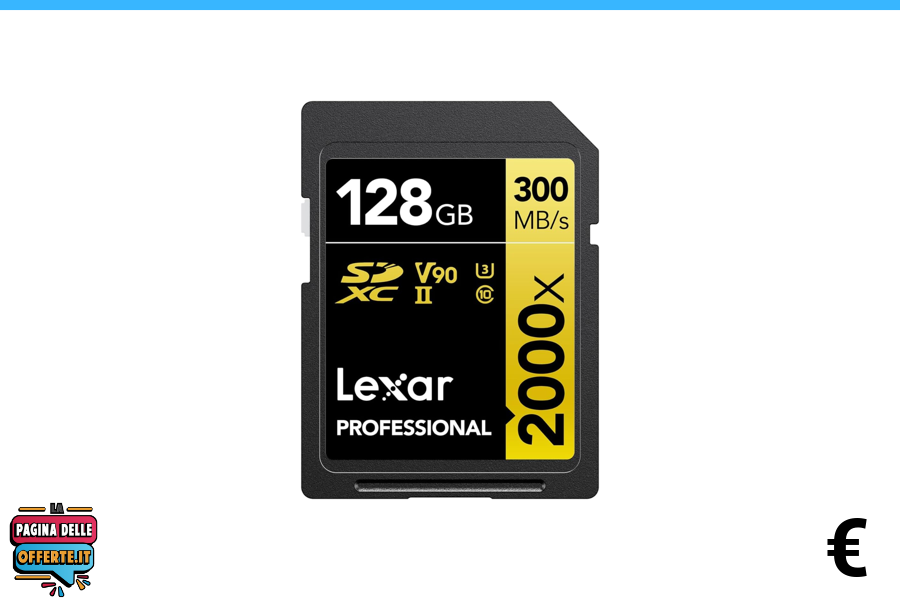 128GB
300
MB/s
SD
XC
V90
II
3
10
2000x
Lexar
PROFESSIONAL
LA
PAGINA DELLE
OFFERTE.IT
€